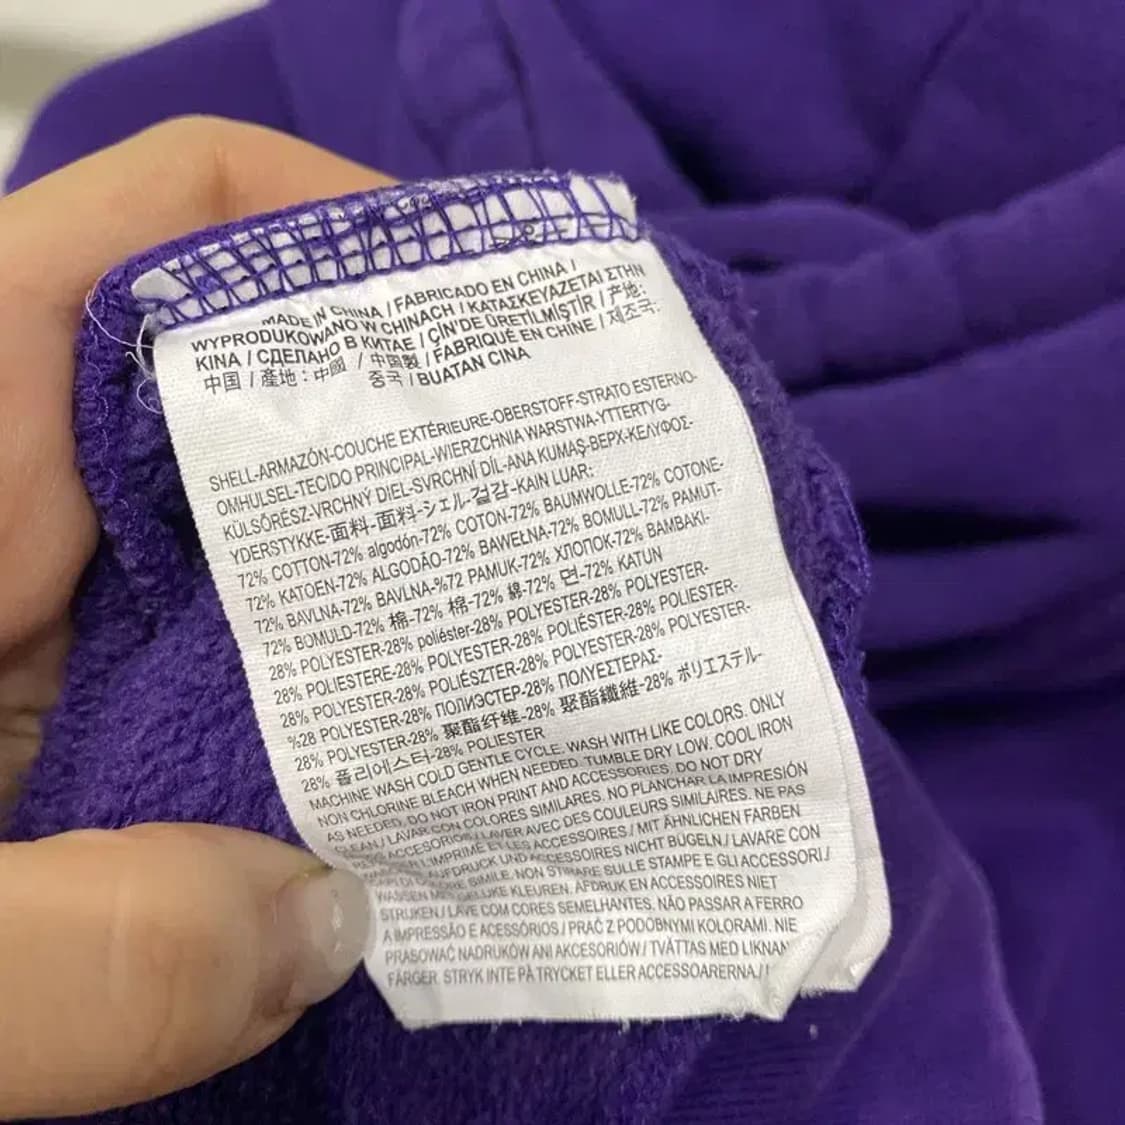 MADE IN CHINA / FABRICADO EN CHINA /
WYPRODUKOWANO W CHINACH / ΚΑΤΑΣΚΕΥΑΖΕΤΑΙ ΣΤΗΝ
ΚΙΝΑ / СДЕЛАНО В КИТАЕ / ÇİN'DE ÜRETİLMİŞTİR / 产地:
中国 / 產地：中國 / 中国製 / FABRIQUÉ EN CHINE / 제조국:
중국 / BUATAN CINA
SHELL-ARMAZÓN-COUCHE EXTÉRIEURE-OBERSTOFF-STRATO ESTERNO-
OMHULSEL-TECIDO PRINCIPAL-WIERZCHNIA WARSTWA-YTTERTYG-
KÜLSŐRÉSZ-VRCHNÝ DIEL-SVRCHNÍ DÍL-ANA KUMAŞ-ВЕРХ-ΚΕΛΥΦΟΣ-
YDERSTYKKE-面料-面料-シェル-겉감-KAIN LUAR:
72% COTTON-72% algodón-72% COTON-72% BAUMWOLLE-72% COTONE-
72% KATOEN-72% ALGODÃO-72% BAWEŁNA-72% BOMULL-72% PAMUT-
72% BAVLNA-72% BAVLNA-%72 PAMUK-72% ХЛОПОК-72% ΒΑΜΒΑΚΙ-
72% BOMULD-72% 棉-72% 棉-72% 綿-72% 면-72% KATUN
28% POLYESTER-28% poliéster-28% POLYESTER-28% POLYESTER-
28% POLIESTERE-28% POLYESTER-28% POLIÉSTER-28% POLIESTER-
28% POLYESTER-28% POLIÉSZTER-28% POLYESTER-28% POLYESTER-
%28 POLYESTER-28% ПОЛИЭСТЕР-28% ΠΟΛΥΕΣΤΕΡΑΣ-
28% POLYESTER-28% 聚酯纤维-28% 聚酯纖維-28% ポリエステル-
28% 폴리에스터-28% POLIESTER
MACHINE WASH COLD GENTLE CYCLE. WASH WITH LIKE COLORS. ONLY
NON CHLORINE BLEACH WHEN NEEDED. TUMBLE DRY LOW. COOL IRON
AS NEEDED. DO NOT IRON PRINT AND ACCESSORIES. DO NOT DRY
CLEAN./ LAVAR CON COLORES SIMILARES. NO PLANCHAR LA IMPRESIÓN
ACCESORIOS./ LAVER AVEC DES COULEURS SIMILAIRES. NE PAS
L'IMPRIMÉ ET LES ACCESSOIRES./ MIT ÄHNLICHEN FARBEN
AUFDRUCK UND ACCESSOIRES NICHT BÜGELN./ LAVARE CON
DI COLORE SIMILE. NON STIRARE SULLE STAMPE E GLI ACCESSORI./
WASSEN MET GELIJKE KLEUREN. AFDRUK EN ACCESSOIRES NIET
STRIJKEN./ LAVE COM CORES SEMELHANTES. NÃO PASSAR A FERRO
A IMPRESSÃO E ACESSÓRIOS./ PRAĆ Z PODOBNYMI KOLORAMI. NIE
PRASOWAĆ NADRUKÓW ANI AKCESORIÓW./ TVÄTTAS MED LIKNAN
FÄRGER. STRYK INTE PÅ TRYCKET ELLER ACCESSOARERNA./